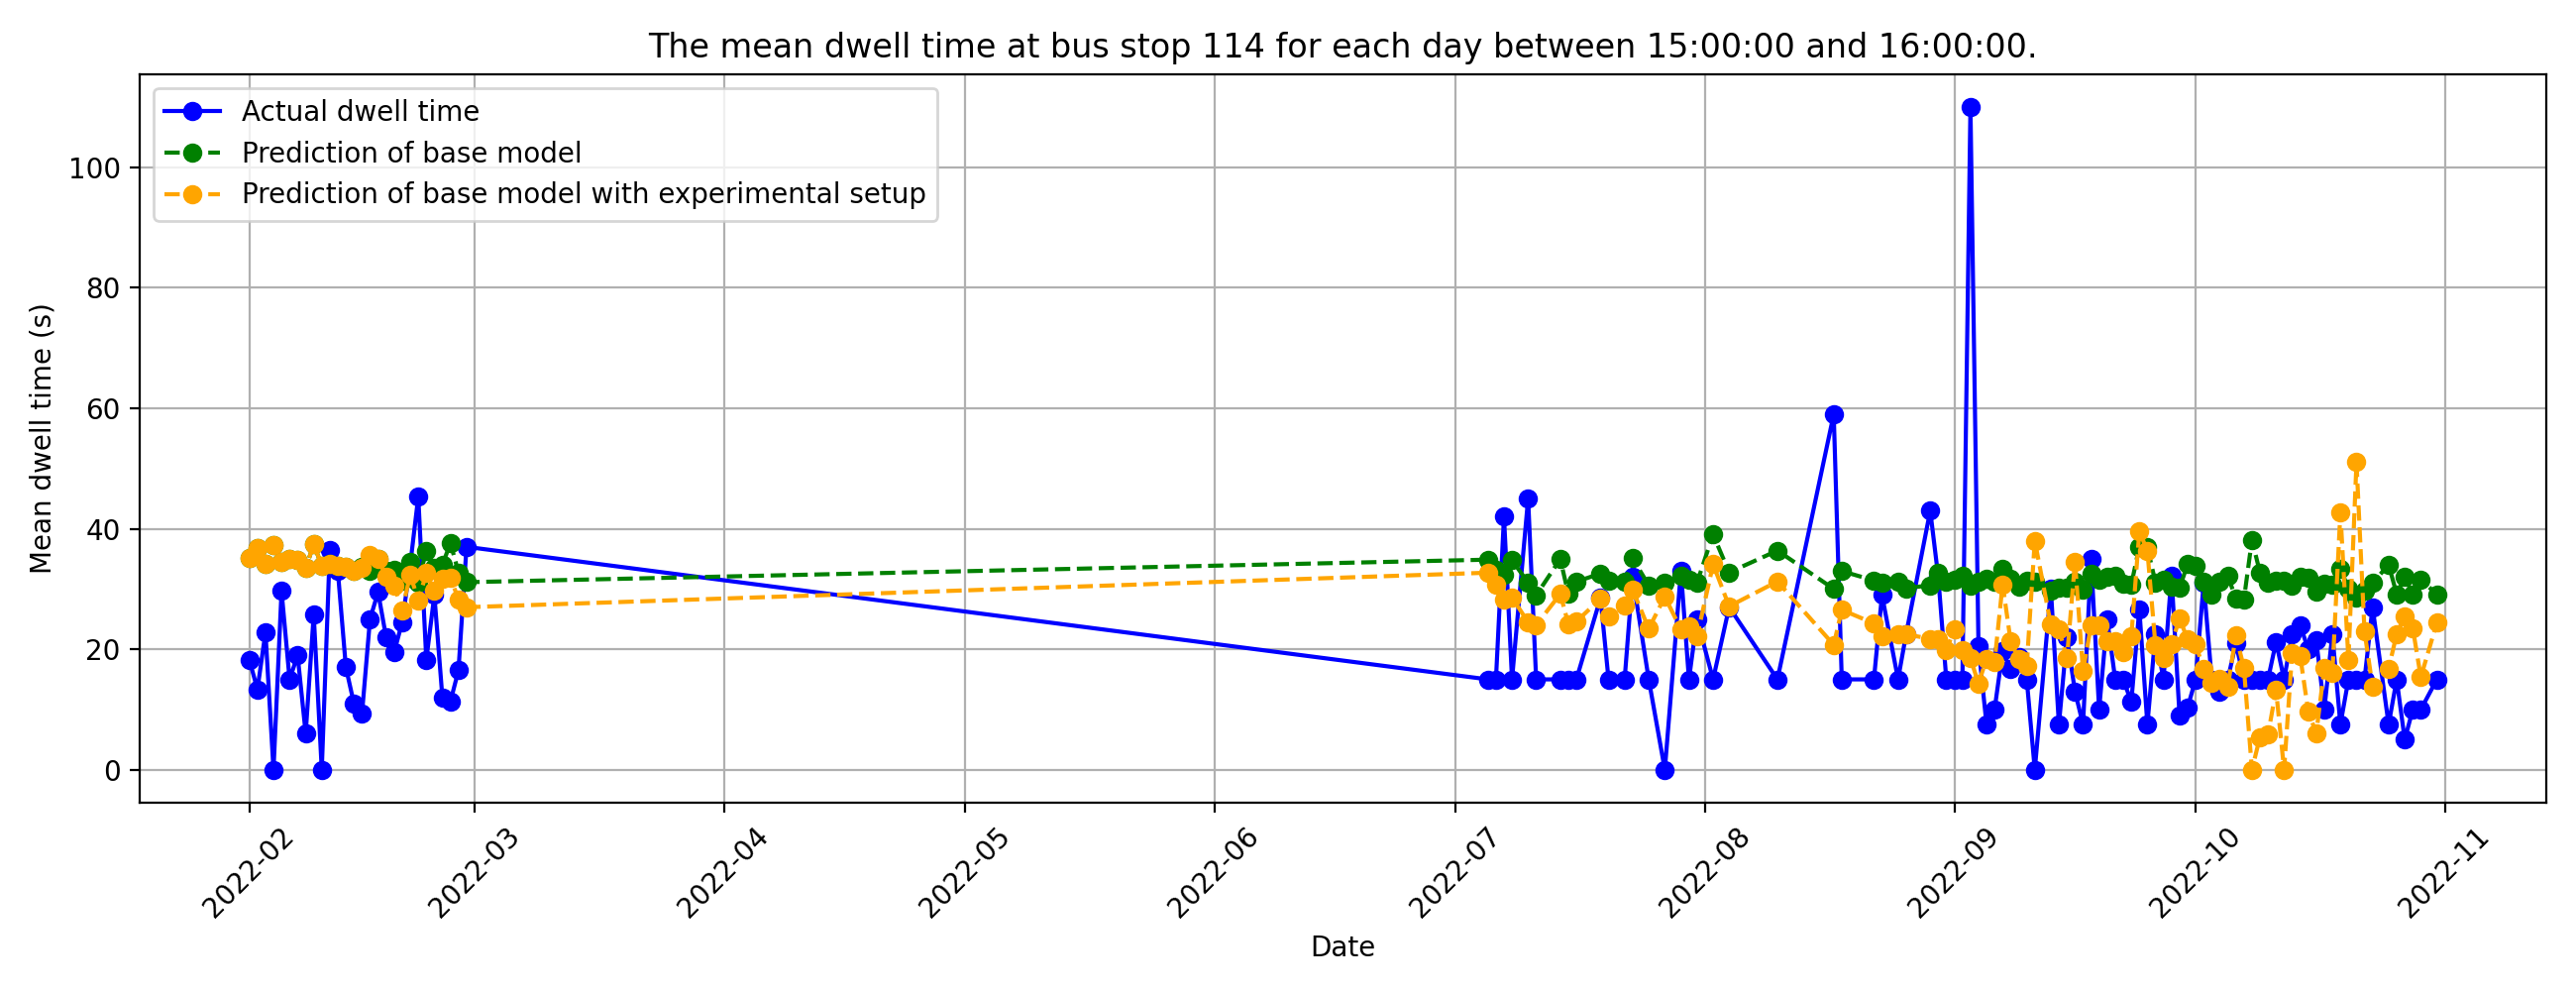 The mean dwell time at bus stop 114 for each day between 15:00:00 and 16:00:00.
Actual dwell time
Prediction of base model
Prediction of base model with experimental setup
Mean dwell time (s)
100
80
60
40
20
0
2022-02
2022-03
2022-04
2022-05
2022-06
2022-07
2022-08
2022-09
2022-10
2022-11
Date